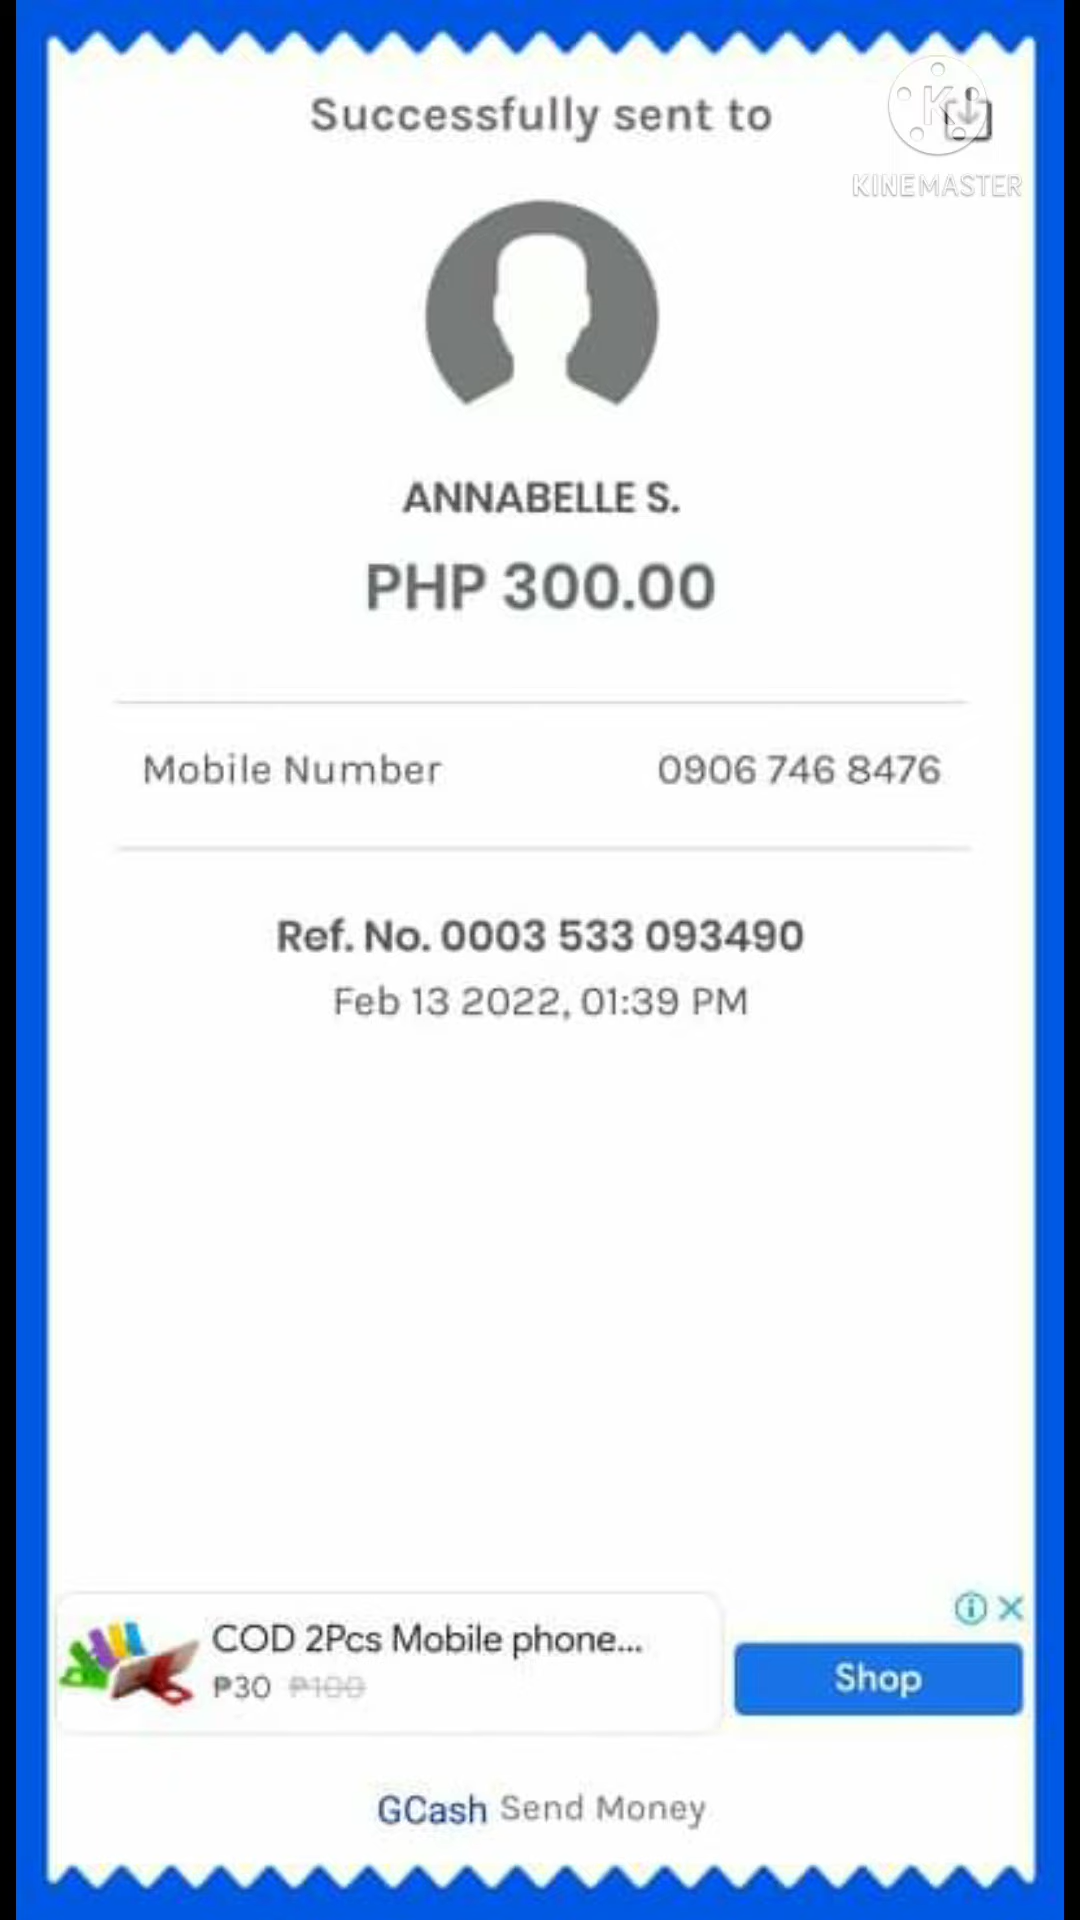 Successfully sent to
KINEMASTER
ANNABELLE S.
PHP 300.00
Mobile Number 0906 746 8476
Ref. No. 0003 533 093490
Feb 13 2022, 01:39 PM
COD 2Pcs Mobile phone...
₱30 ₱100
Shop
GCash Send Money